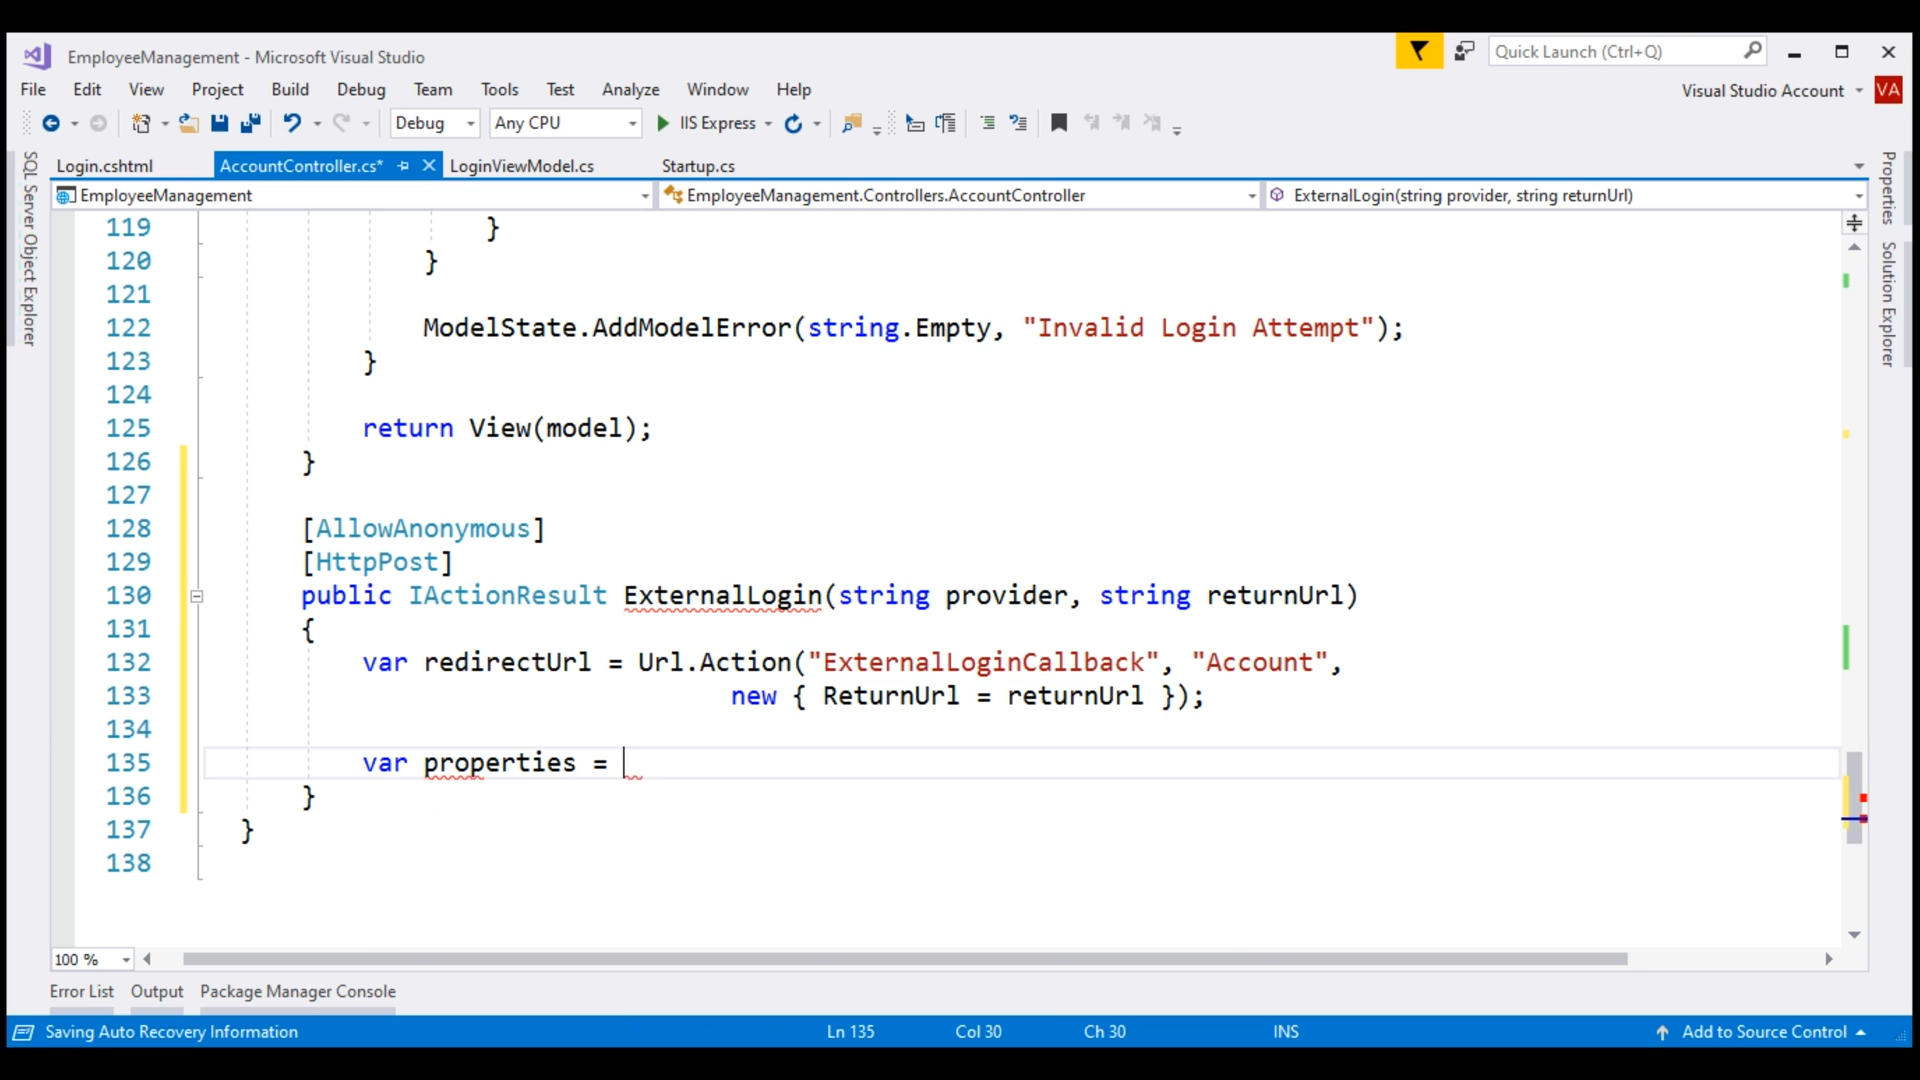 EmployeeManagement - Microsoft Visual Studio
Quick Launch (Ctrl+Q)
File Edit View Project Build Debug Team Tools Test Analyze Window Help
Visual Studio Account VA
Debug Any CPU IIS Express
Login.cshtml AccountController.cs* LoginViewModel.cs Startup.cs
EmployeeManagement EmployeeManagement.Controllers.AccountController ExternalLogin(string provider, string returnUrl)
SQL Server Object Explorer
Properties
Solution Explorer
119 }
120 }
121
122 ModelState.AddModelError(string.Empty, "Invalid Login Attempt");
123 }
124
125 return View(model);
126 }
127
128 [AllowAnonymous]
129 [HttpPost]
130 public IActionResult ExternalLogin(string provider, string returnUrl)
131 {
132 var redirectUrl = Url.Action("ExternalLoginCallback", "Account",
133 new { ReturnUrl = returnUrl });
134
135 var properties =
136 }
137 }
138
100 %
Error List Output Package Manager Console
Saving Auto Recovery Information Ln 135 Col 30 Ch 30 INS Add to Source Control